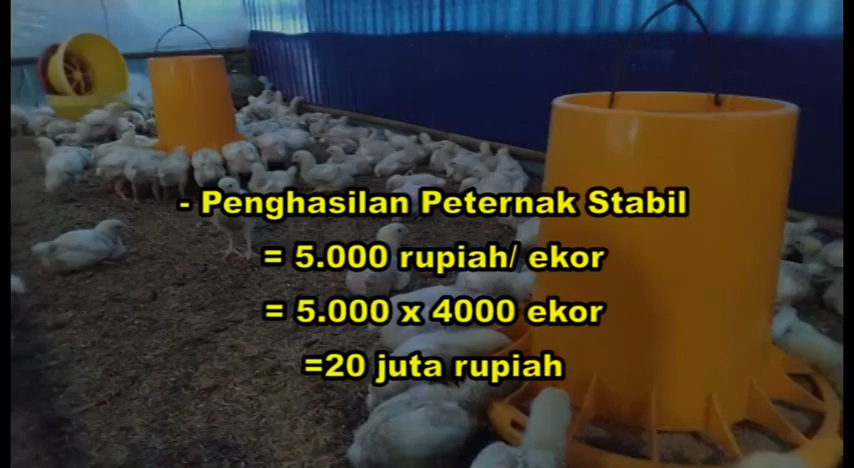 - Penghasilan Peternak Stabil
= 5.000 rupiah/ ekor
= 5.000 x 4000 ekor
=20 juta rupiah